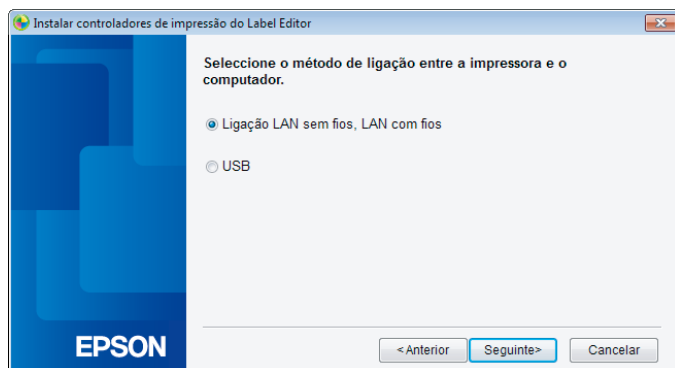 Instalar controladores de impressão do Label Editor
Seleccione o método de ligação entre a impressora e o
computador.
Ligação LAN sem fios, LAN com fios
USB
EPSON
<Anterior Seguinte> Cancelar